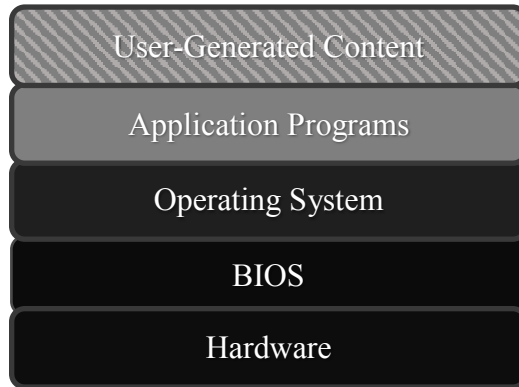 User-Generated Content
Application Programs
Operating System
BIOS
Hardware